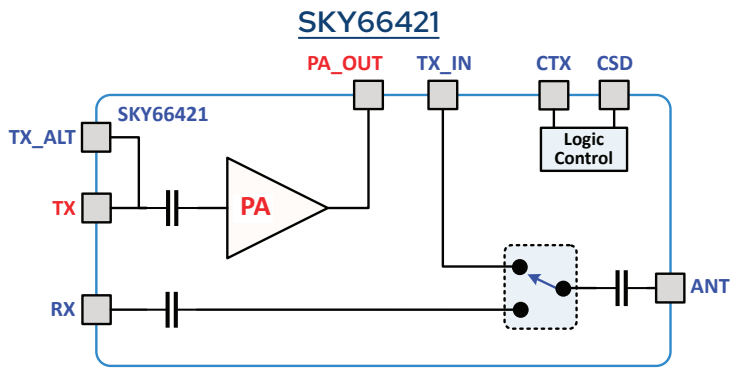 SKY66421
PA_OUT TX_IN CTX CSD
SKY66421
TX_ALT
Logic
Control
TX
PA
RX
ANT